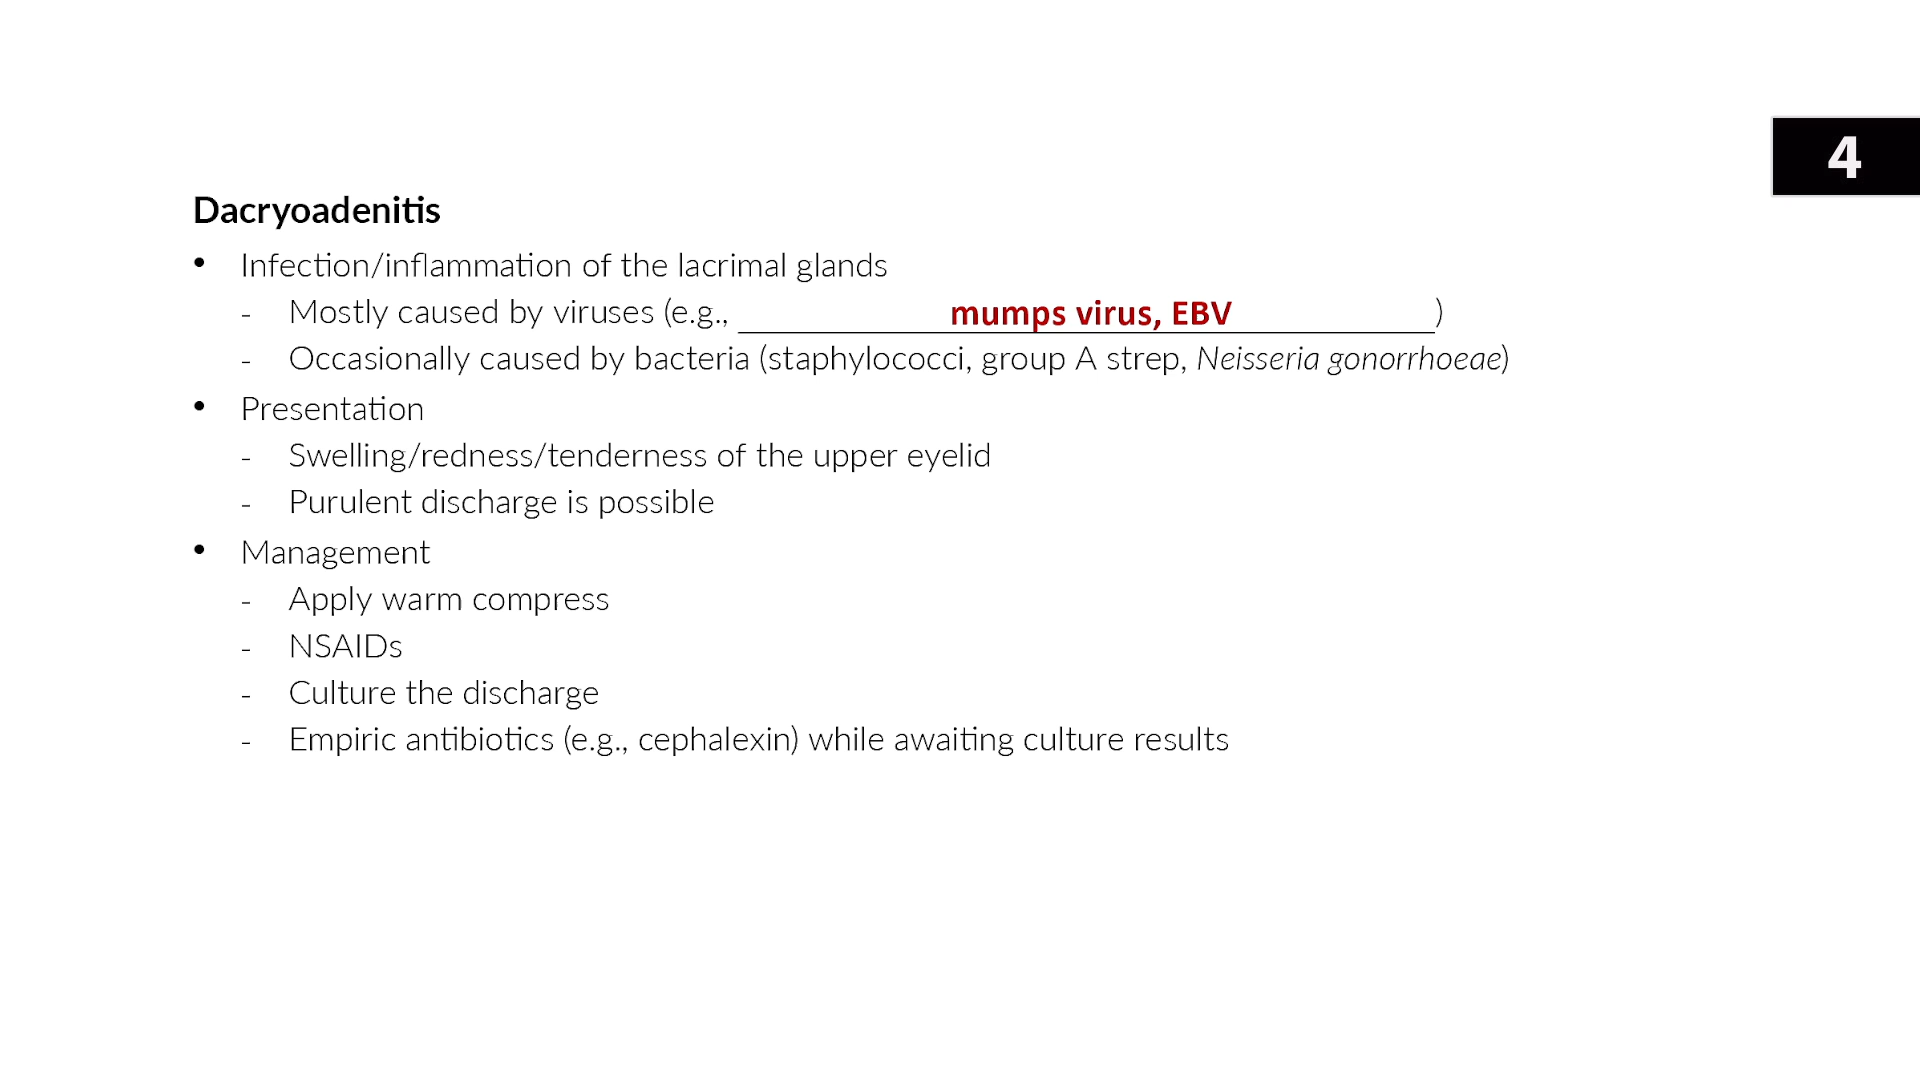 4
Dacryoadenitis
• Infection/inflammation of the lacrimal glands
- Mostly caused by viruses (e.g., mumps virus, EBV)
- Occasionally caused by bacteria (staphylococci, group A strep, Neisseria gonorrhoeae)
• Presentation
- Swelling/redness/tenderness of the upper eyelid
- Purulent discharge is possible
• Management
- Apply warm compress
- NSAIDs
- Culture the discharge
- Empiric antibiotics (e.g., cephalexin) while awaiting culture results